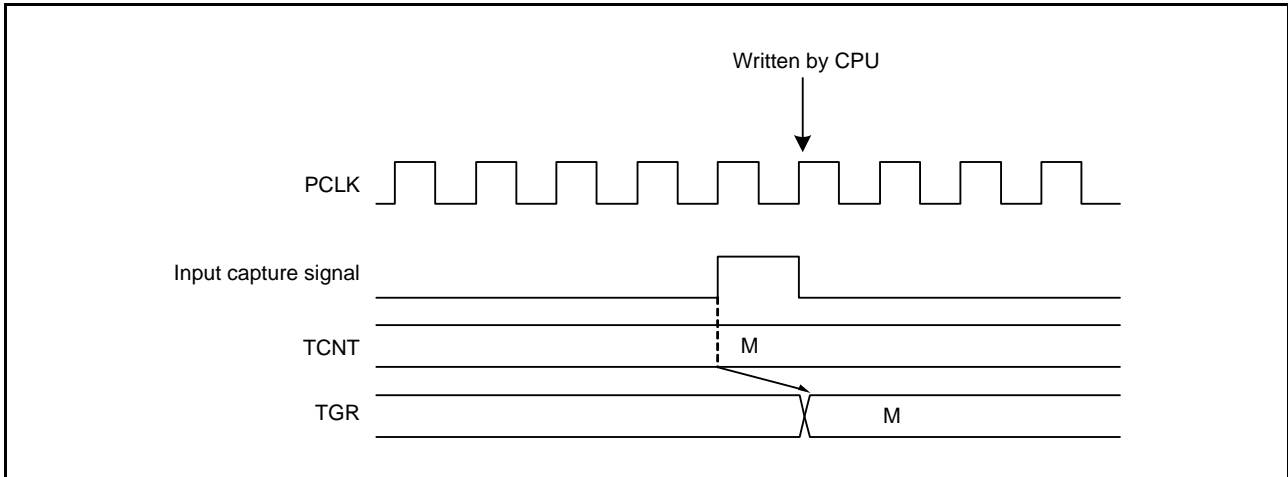 Written by CPU
PCLK
Input capture signal
TCNT
M
TGR
M